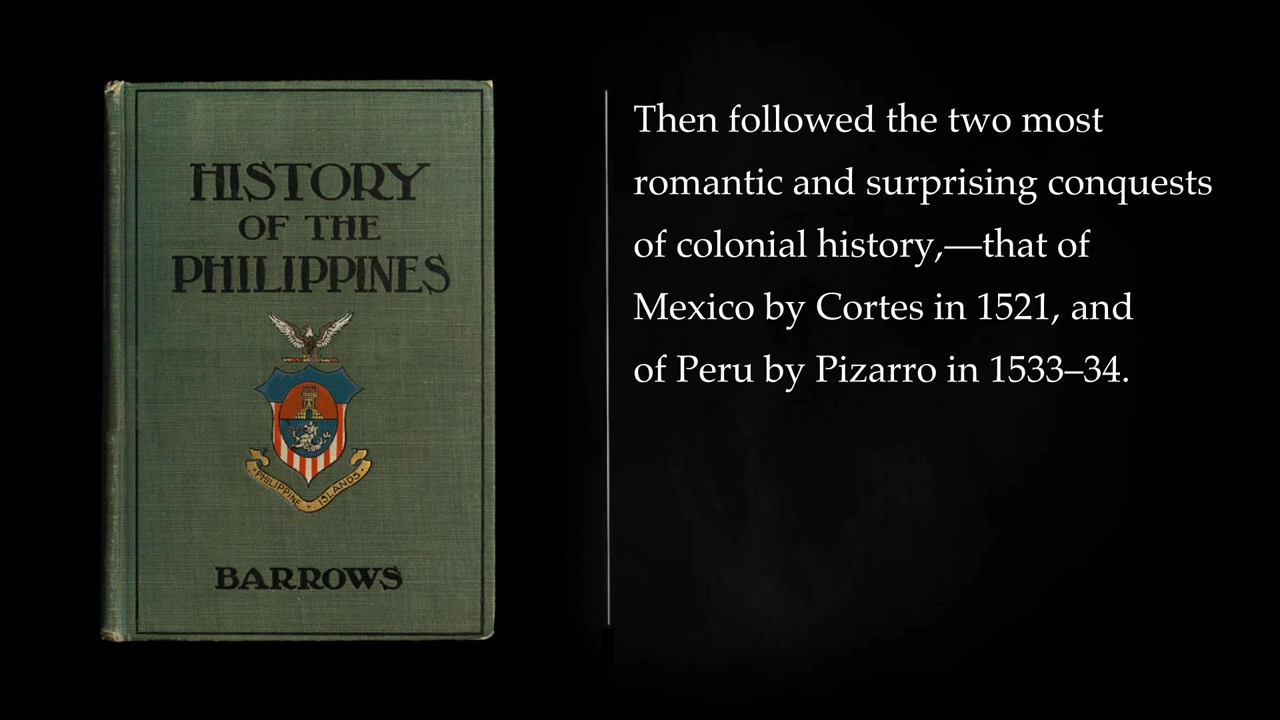 HISTORY
OF THE
PHILIPPINES
PHILIPPINE ISLANDS
BARROWS
Then followed the two most
romantic and surprising conquests
of colonial history,—that of
Mexico by Cortes in 1521, and
of Peru by Pizarro in 1533–34.